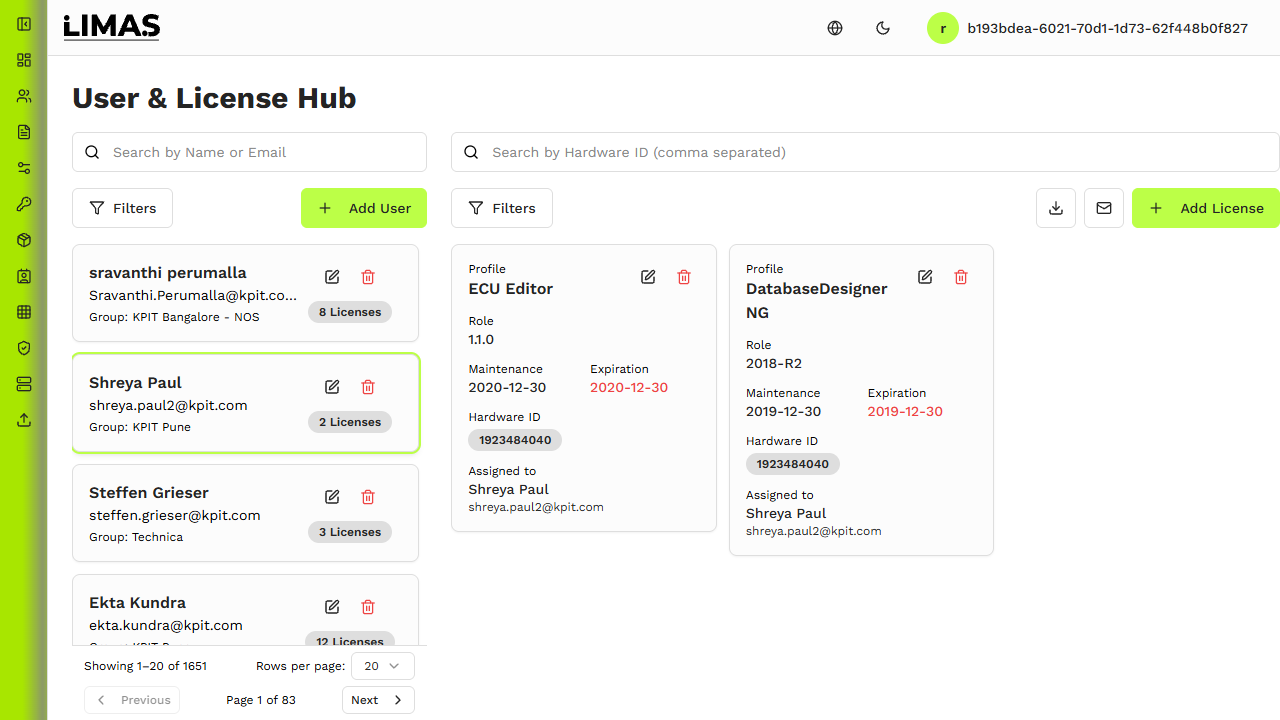 LIMAS
r
b193bdea-6021-70d1-1d73-62f448b0f827
User & License Hub
Search by Name or Email
Filters
Add User
sravanthi perumalla
Sravanthi.Perumalla@kpit.co...
Group: KPIT Bangalore - NOS
8 Licenses
Shreya Paul
shreya.paul2@kpit.com
Group: KPIT Pune
2 Licenses
Steffen Grieser
steffen.grieser@kpit.com
Group: Technica
3 Licenses
Ekta Kundra
ekta.kundra@kpit.com
12 Licenses
Showing 1–20 of 1651
Rows per page: 20
Previous
Page 1 of 83
Next
Search by Hardware ID (comma separated)
Filters
Add License
Profile
ECU Editor
Role
1.1.0
Maintenance
2020-12-30
Expiration
2020-12-30
Hardware ID
1923484040
Assigned to
Shreya Paul
shreya.paul2@kpit.com
Profile
DatabaseDesigner
NG
Role
2018-R2
Maintenance
2019-12-30
Expiration
2019-12-30
Hardware ID
1923484040
Assigned to
Shreya Paul
shreya.paul2@kpit.com